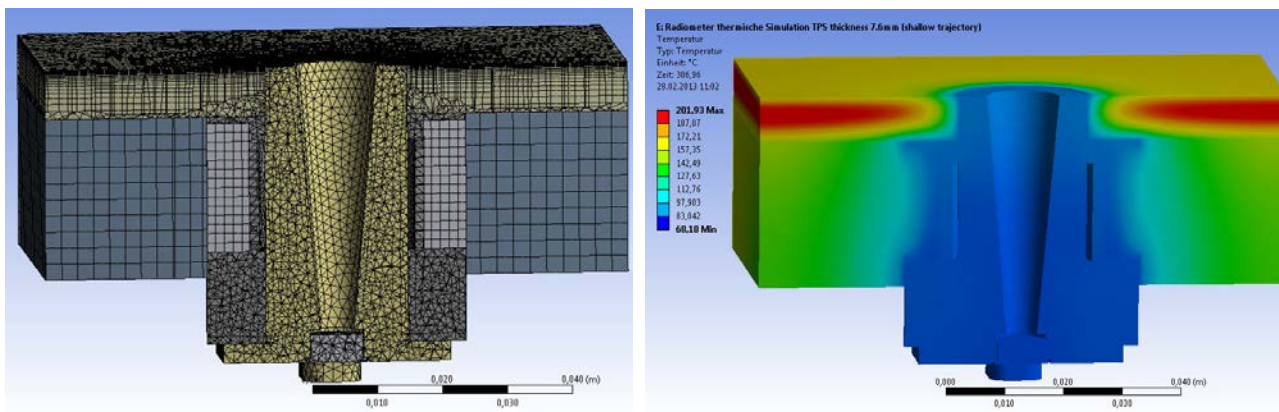 0,020
0,040 (m)
0,010
0,030
E: Radiometer thermische Simulation TPS thickness 7.6mm (shallow trajectory)
Temperatur
Typ: Temperatur
Einheit: °C
Zeit: 306,96
28.02.2013 11:02
201,93 Max
187,07
172,21
157,35
142,49
127,63
112,76
97,903
83,042
68,18 Min
0,000
0,020
0,040 (m)
0,010
0,030